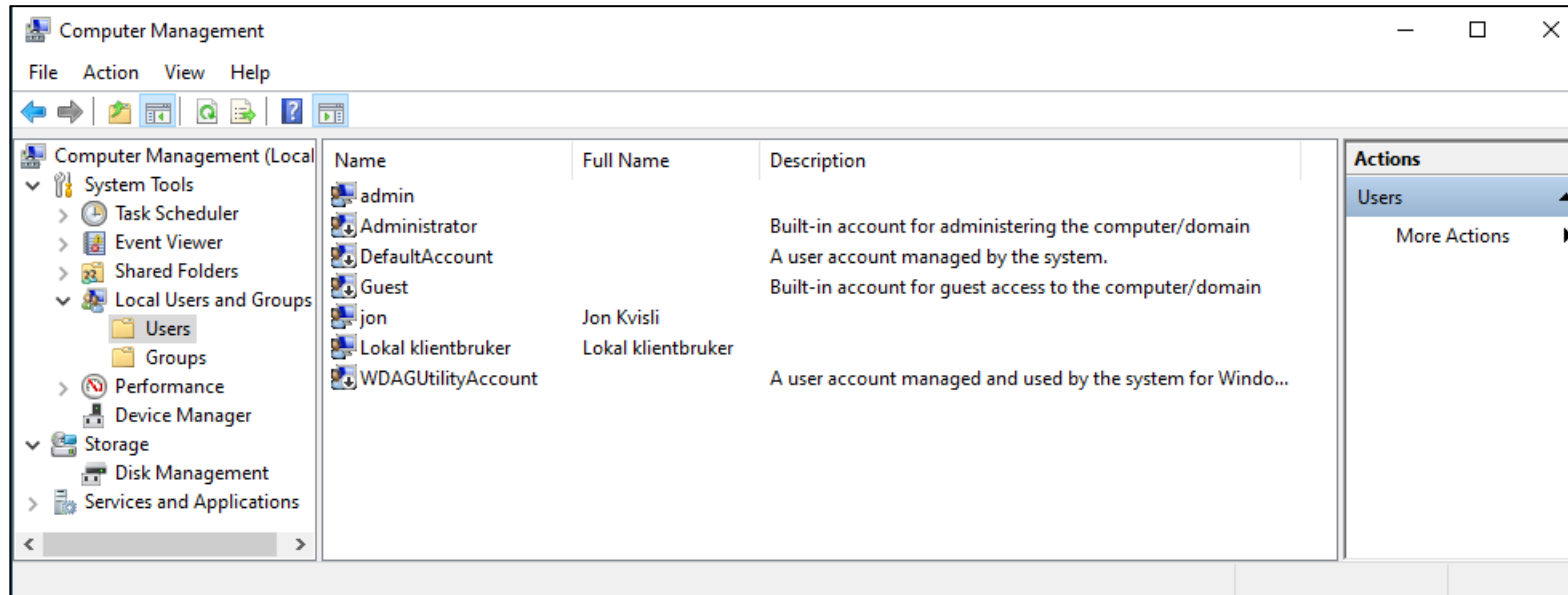 Computer Management
File Action View Help
Computer Management (Local
System Tools
Task Scheduler
Event Viewer
Shared Folders
Local Users and Groups
Users
Groups
Performance
Device Manager
Storage
Disk Management
Services and Applications
Name Full Name Description
admin
Administrator Built-in account for administering the computer/domain
DefaultAccount A user account managed by the system.
Guest Built-in account for guest access to the computer/domain
jon Jon Kvisli
Lokal klientbruker Lokal klientbruker
WDAGUtilityAccount A user account managed and used by the system for Windo...
Actions
Users
More Actions